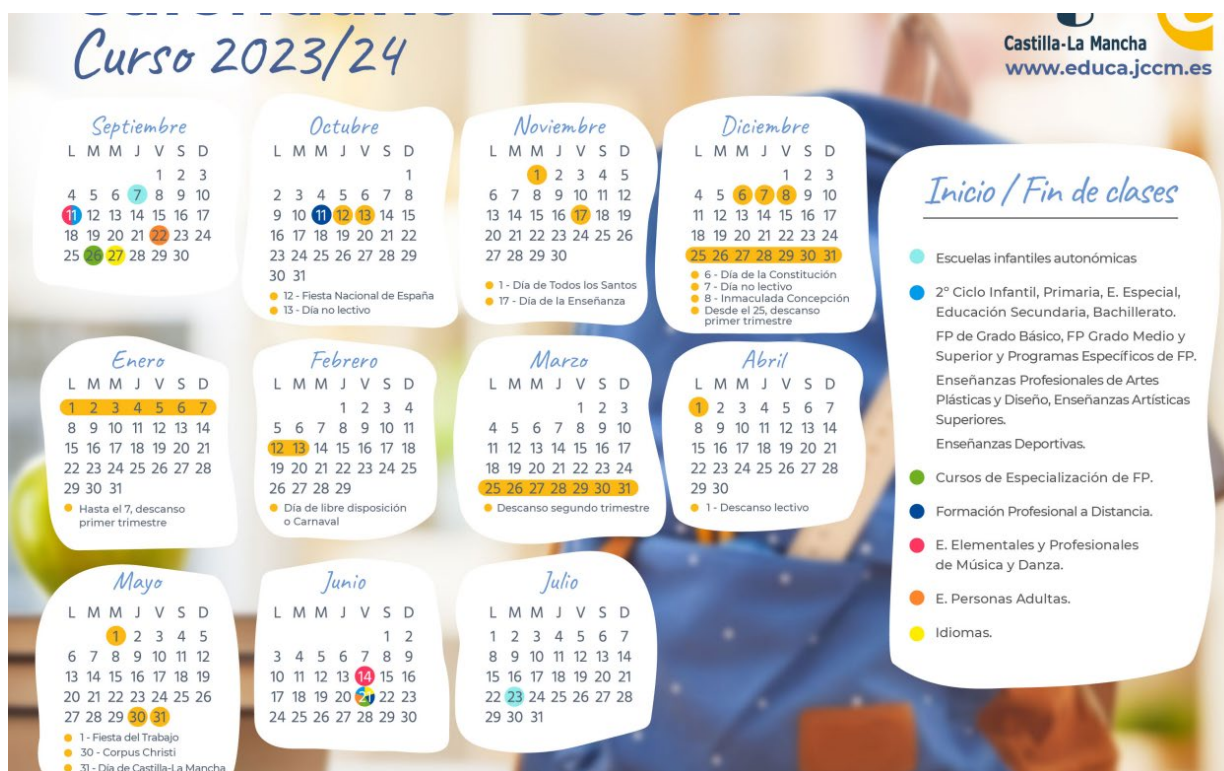 Calendario Escolar
Curso 2023/24
Castilla-La Mancha
www.educa.jccm.es
Septiembre
L M M J V S D
1 2 3
4 5 6 7 8 9 10
11 12 13 14 15 16 17
18 19 20 21 22 23 24
25 26 27 28 29 30
Octubre
L M M J V S D
1
2 3 4 5 6 7 8
9 10 11 12 13 14 15
16 17 18 19 20 21 22
23 24 25 26 27 28 29
30 31
12 - Fiesta Nacional de España
13 - Día no lectivo
Noviembre
L M M J V S D
1 2 3 4 5
6 7 8 9 10 11 12
13 14 15 16 17 18 19
20 21 22 23 24 25 26
27 28 29 30
1 - Día de Todos los Santos
17 - Día de la Enseñanza
Diciembre
L M M J V S D
1 2 3
4 5 6 7 8 9 10
11 12 13 14 15 16 17
18 19 20 21 22 23 24
25 26 27 28 29 30 31
6 - Día de la Constitución
7 - Día no lectivo
8 - Inmaculada Concepción
Desde el 25, descanso
primer trimestre
Enero
L M M J V S D
1 2 3 4 5 6 7
8 9 10 11 12 13 14
15 16 17 18 19 20 21
22 23 24 25 26 27 28
29 30 31
Hasta el 7, descanso
primer trimestre
Febrero
L M M J V S D
1 2 3 4
5 6 7 8 9 10 11
12 13 14 15 16 17 18
19 20 21 22 23 24 25
26 27 28 29
Día de libre disposición
o Carnaval
Marzo
L M M J V S D
1 2 3
4 5 6 7 8 9 10
11 12 13 14 15 16 17
18 19 20 21 22 23 24
25 26 27 28 29 30 31
Descanso segundo trimestre
Abril
L M M J V S D
1 2 3 4 5 6 7
8 9 10 11 12 13 14
15 16 17 18 19 20 21
22 23 24 25 26 27 28
29 30
1 - Descanso lectivo
Mayo
L M M J V S D
1 2 3 4 5
6 7 8 9 10 11 12
13 14 15 16 17 18 19
20 21 22 23 24 25 26
27 28 29 30 31
1 - Fiesta del Trabajo
30 - Corpus Christi
31 - Día de Castilla-La Mancha
Junio
L M M J V S D
1 2
3 4 5 6 7 8 9
10 11 12 13 14 15 16
17 18 19 20 21 22 23
24 25 26 27 28 29 30
Julio
L M M J V S D
1 2 3 4 5 6 7
8 9 10 11 12 13 14
15 16 17 18 19 20 21
22 23 24 25 26 27 28
29 30 31
Inicio / Fin de clases
Escuelas infantiles autonómicas
2º Ciclo Infantil, Primaria, E. Especial,
Educación Secundaria, Bachillerato.
FP de Grado Básico, FP Grado Medio y
Superior y Programas Específicos de FP.
Enseñanzas Profesionales de Artes
Plásticas y Diseño, Enseñanzas Artísticas
Superiores.
Enseñanzas Deportivas.
Cursos de Especialización de FP.
Formación Profesional a Distancia.
E. Elementales y Profesionales
de Música y Danza.
E. Personas Adultas.
Idiomas.